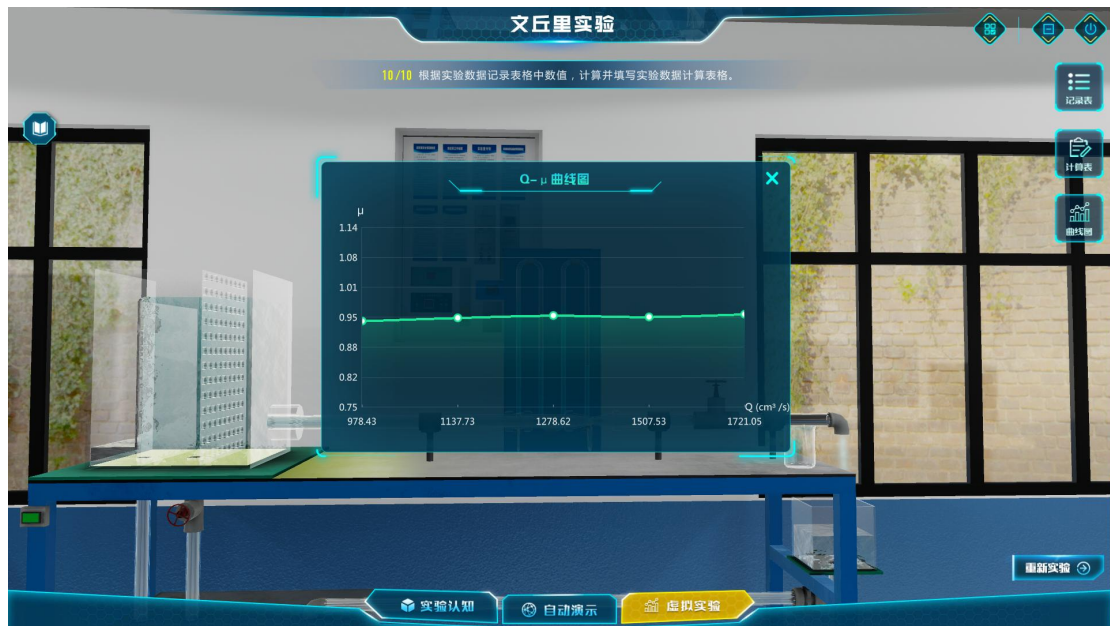 文丘里实验
10/10 根据实验数据记录表格中数值，计算并填写实验数据计算表格。
记录表
计算表
曲线图
Q-μ曲线图
μ
1.14
1.08
1.01
0.95
0.88
0.82
0.75
Q (cm³/s)
978.43 1137.73 1278.62 1507.53 1721.05
重新实验
实验认知
自动演示
虚拟实验